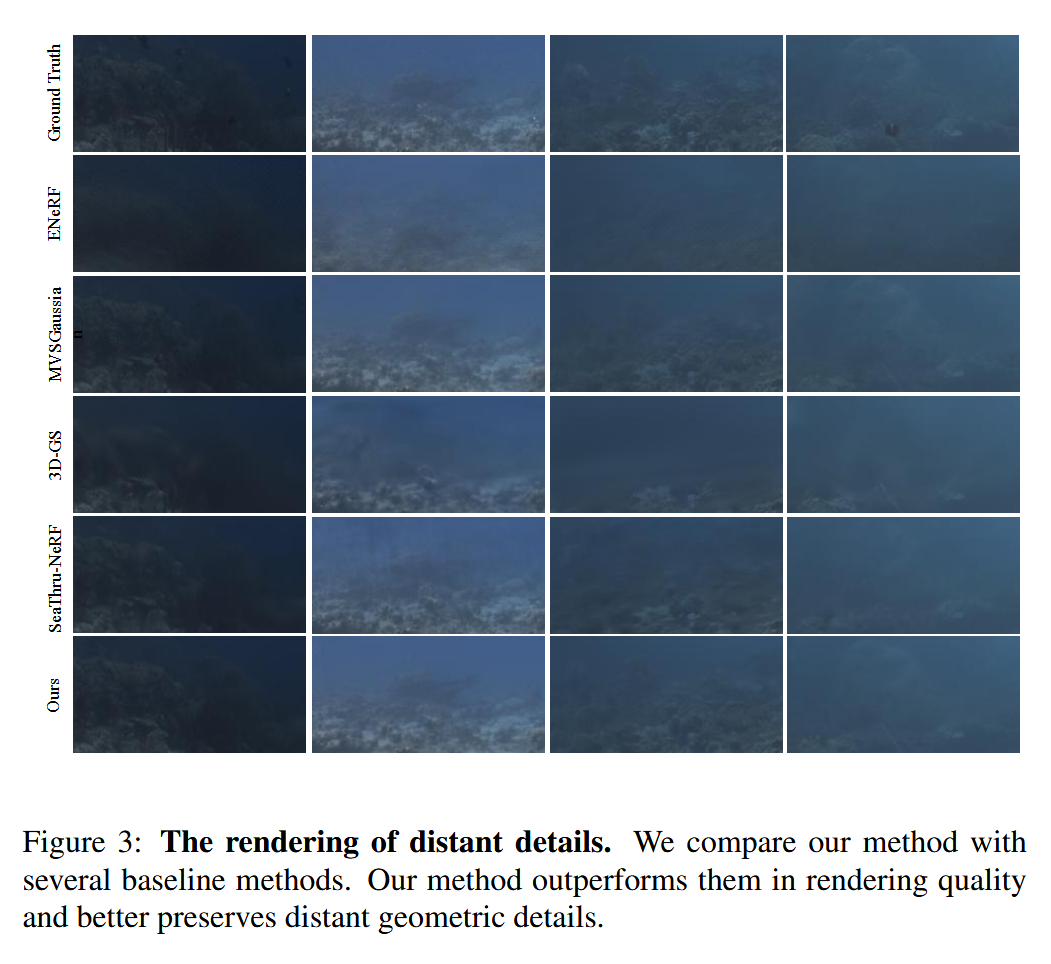 Ground Truth
ENeRF
MVSGaussia
n
3D-GS
SeaThru-NeRF
Ours
Figure 3: The rendering of distant details. We compare our method with
several baseline methods. Our method outperforms them in rendering quality
and better preserves distant geometric details.